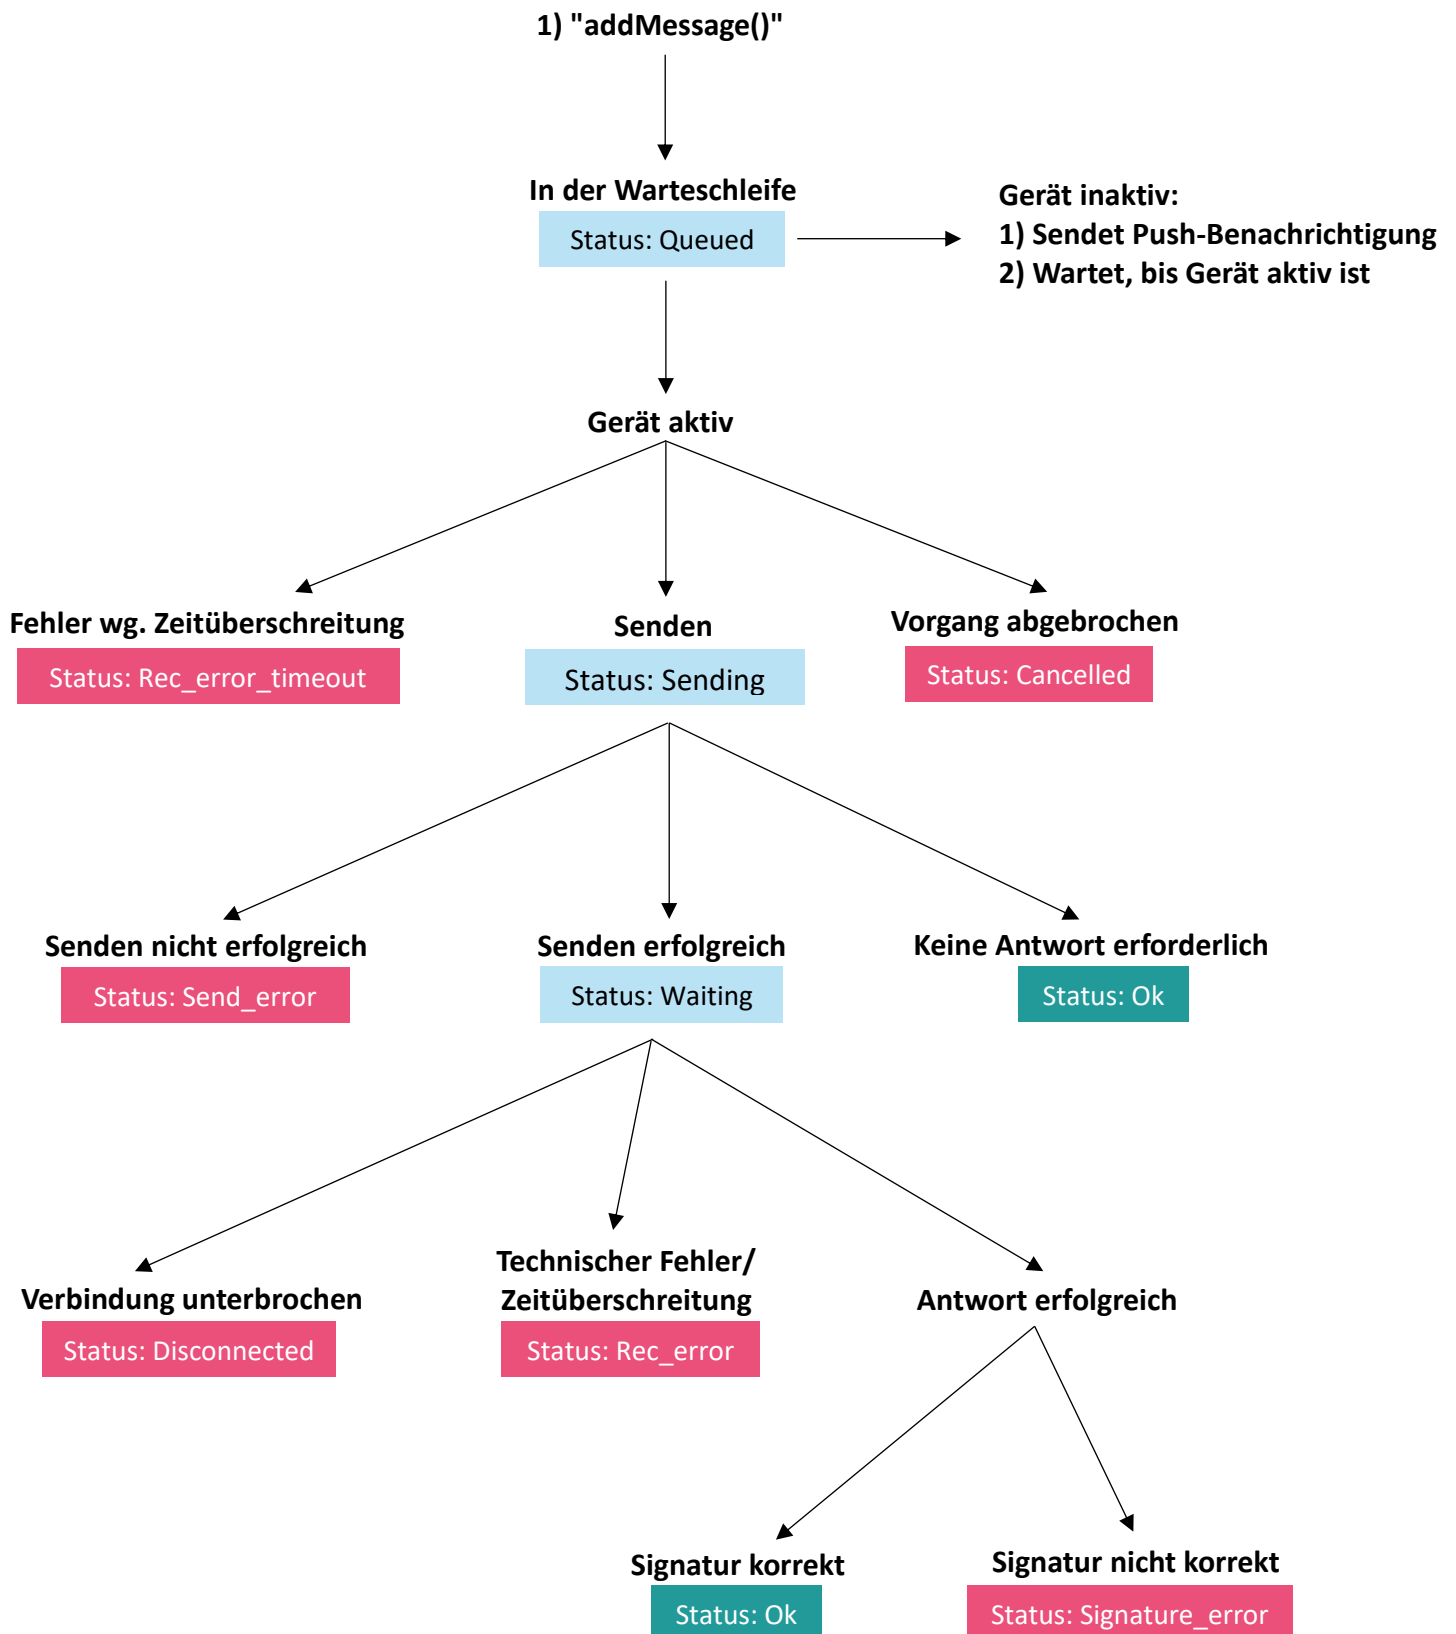 1) "addMessage()"
In der Warteschleife
Status: Queued
Gerät inaktiv:
1) Sendet Push-Benachrichtigung
2) Wartet, bis Gerät aktiv ist
Gerät aktiv
Fehler wg. Zeitüberschreitung
Status: Rec_error_timeout
Senden
Status: Sending
Vorgang abgebrochen
Status: Cancelled
Senden nicht erfolgreich
Status: Send_error
Senden erfolgreich
Status: Waiting
Keine Antwort erforderlich
Status: Ok
Verbindung unterbrochen
Status: Disconnected
Technischer Fehler/
Zeitüberschreitung
Status: Rec_error
Antwort erfolgreich
Signatur korrekt
Status: Ok
Signatur nicht korrekt
Status: Signature_error